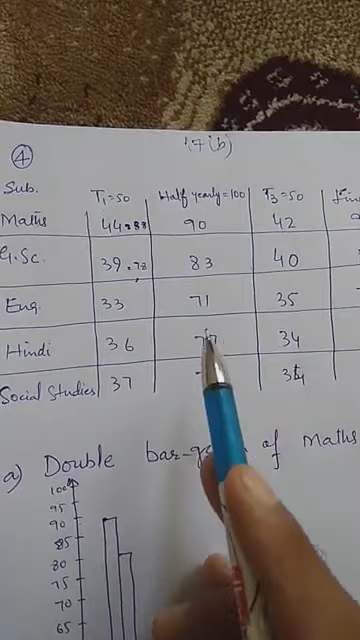 17(b)
4
Sub. T1=50 Half yearly=100 T3=50
Maths 44.88 90 42
G.Sc. 39.78 83 40
Eng. 33 71 35
Hindi 36 34
Social Studies 37
a) Double of Maths
100
95
90
85
80
75
70
65